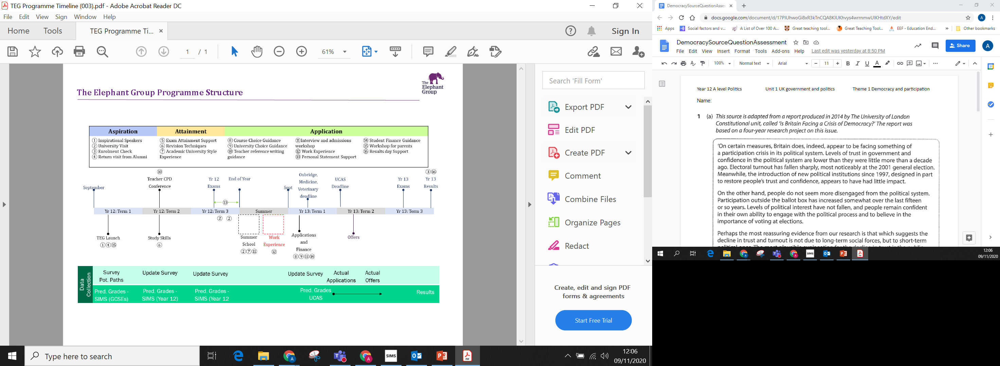 TEG Programme Timeline (003).pdf - Adobe Acrobat Reader DC
File Edit View Sign Window Help
Home Tools TEG Programme Ti... ×
Sign In
1 / 1 61%
The Elephant Group
The Elephant Group Programme Structure
Aspiration Attainment Application
① Inspirational Speakers
② University Visit
③ Enrolment Check
④ Return visit from Alumni
⑤ Exam Attainment Support
⑥ Revision Techniques
⑦ Academic University Style
Experience
⑧ Course Choice Guidance
⑨ University Choice Guidance
⑩ Teacher reference writing
guidance
⑪Interview and admissions
workshop
⑫ Work Experience
⑬ Personal Statement Support
⑭ Student Finance Guidance
⑮ Workshop for parents
⑯ Results day Support
September
⑩
Teacher CPD
Conference
Yr 12
Exams
End of Year
⑬
Sept
Oxbridge,
Medicine,
Veterinary
deadline
UCAS
Deadline
Yr 13
Exams
③⑯
Yr 13
Results
Yr 12: Term 1 Yr 12: Term 2 Yr 12: Term 3 Summer Yr 13: Term 1 Yr 13: Term 2 Yr 13: Term 3
② ②
TEG Launch
①④⑮
Study Skills
⑥
Summer
School
②⑦⑪
Work
Experience
⑫
Applications
and
Finance
⑧⑨⑪⑭
Offers
Data
Collection
Survey
Pot. Paths
Update Survey
Update Survey
Update Survey
Actual
Applications
Actual
Offers
Pred. Grades -
SIMS (GCSEs)
Pred. Grades -
SIMS (Year 12)
Pred. Grades -
SIMS (Year 12
Pred. Grades
UCAS
Results
Search 'Fill Form'
Export PDF
Edit PDF
Create PDF
Comment
Combine Files
Organize Pages
Redact
Create, edit and sign PDF
forms & agreements
Start Free Trial
Type here to search
SIMS
12:06
09/11/2020
DemocracySourceQuestionAsses
docs.google.com/document/d/17PIUhwoGi8xR3kTnCQA8KIUKhvys4wrrnmwUIKHtdXY/edit
Apps Social factors and v... A List of Over 100 A... Great teaching tool... Great Teaching Tool... EEF - Education End... » Other bookmarks
DemocracySourceQuestionAssessment
File Edit View Insert Format Tools Add-ons Help Last edit was yesterday at 8:50 PM
Share
A
100% Normal text Arial 11 B I U A
Year 12 A level Politics Unit 1 UK government and politics Theme 1 Democracy and participation
Name:
1 (a) This source is adapted from a report produced in 2014 by The University of London
Constitutional unit, called 'Is Britain Facing a Crisis of Democracy?' The report was
based on a four-year research project on this issue.
'On certain measures, Britain does, indeed, appear to be facing something of
a participation crisis in its political system. Levels of trust in government and
confidence in the political system are lower than they were little more than a decade
ago. Electoral turnout has fallen sharply, most noticeably at the 2001 general election.
Meanwhile, the introduction of new political institutions since 1997, designed in part
to restore people's trust and confidence, appears to have had little impact.
On the other hand, people do not seem more disengaged from the political system.
Participation outside the ballot box has increased somewhat over the last fifteen
or so years. Levels of political interest have not fallen, and people remain confident
in their own ability to engage with the political process and to believe in the
importance of voting at elections.
Perhaps the most reassuring evidence from our research is that which suggests the
decline in trust and turnout is not due to long-term social forces, but to short-term
SIMS
12:06
09/11/2020